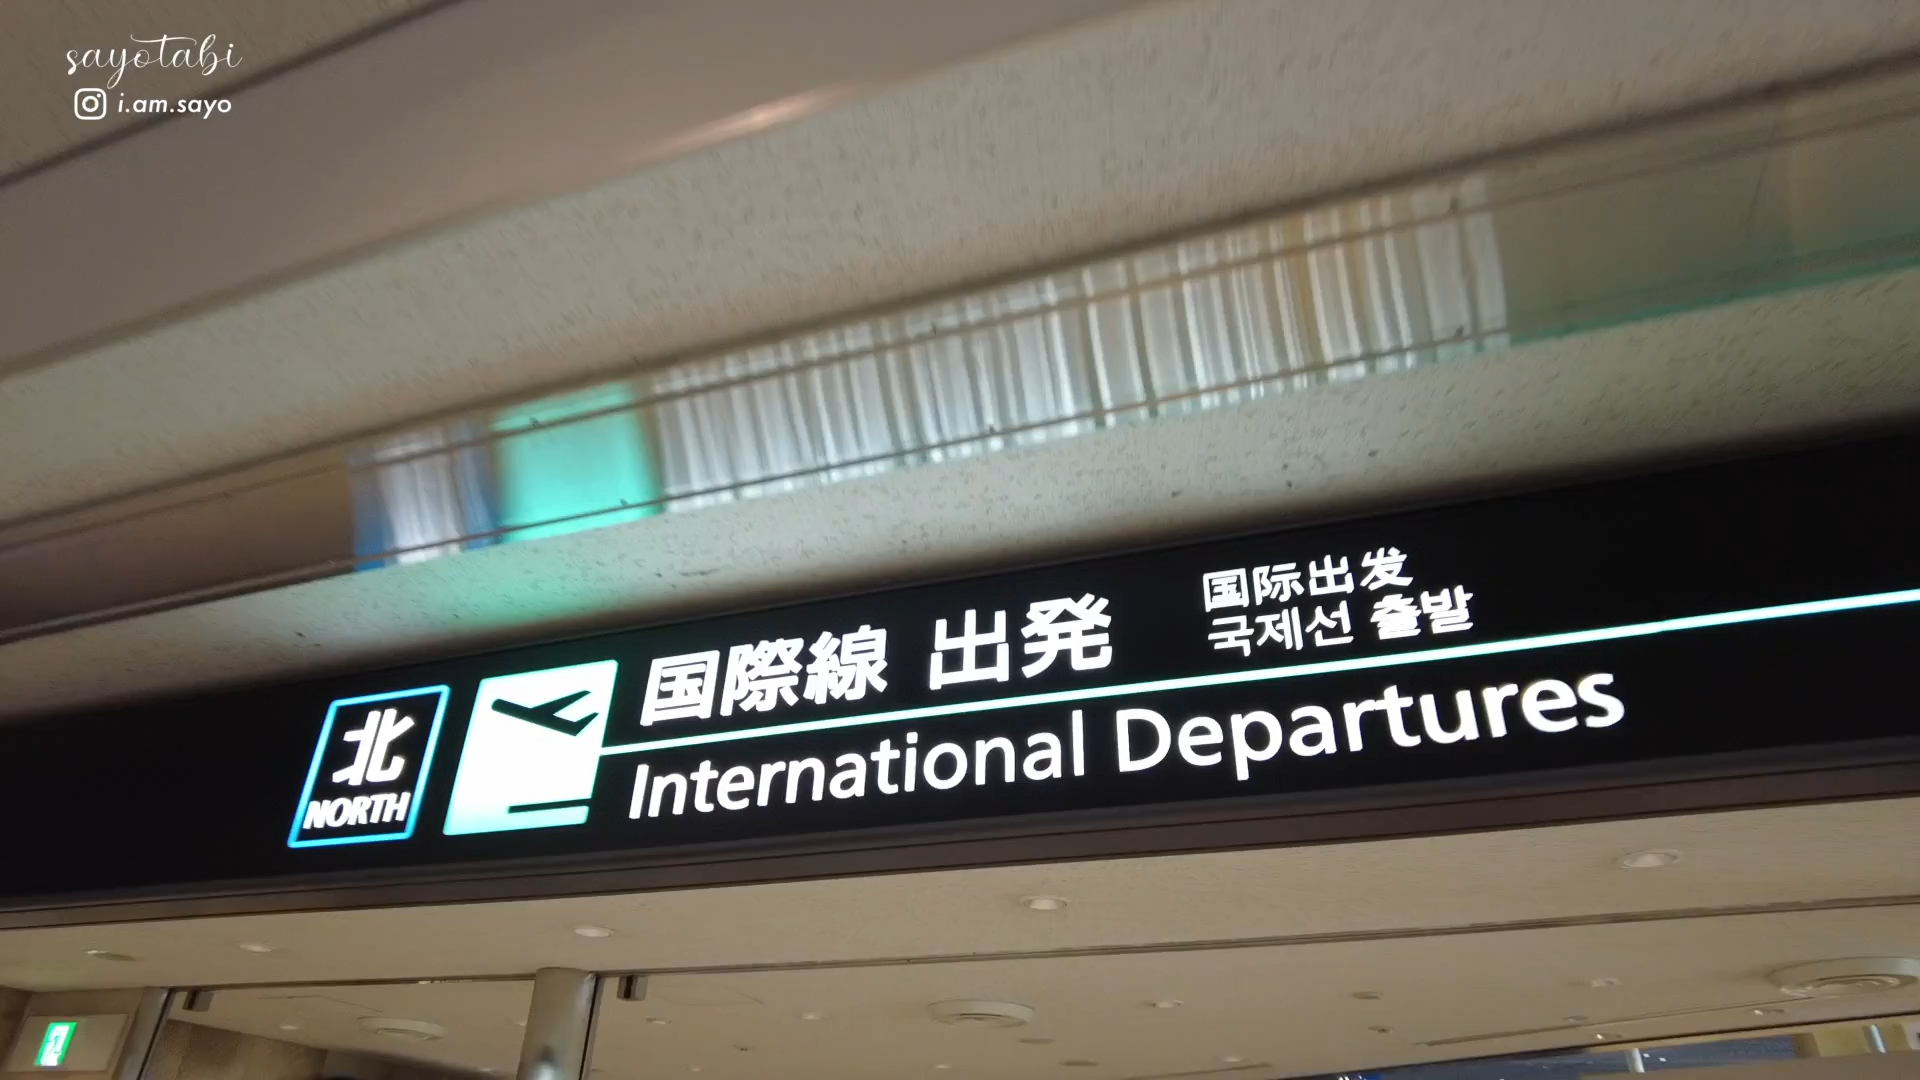 sayotabi
i.am.sayo
国際線 出発
国际出发
국제선 출발
北
NORTH
International Departures